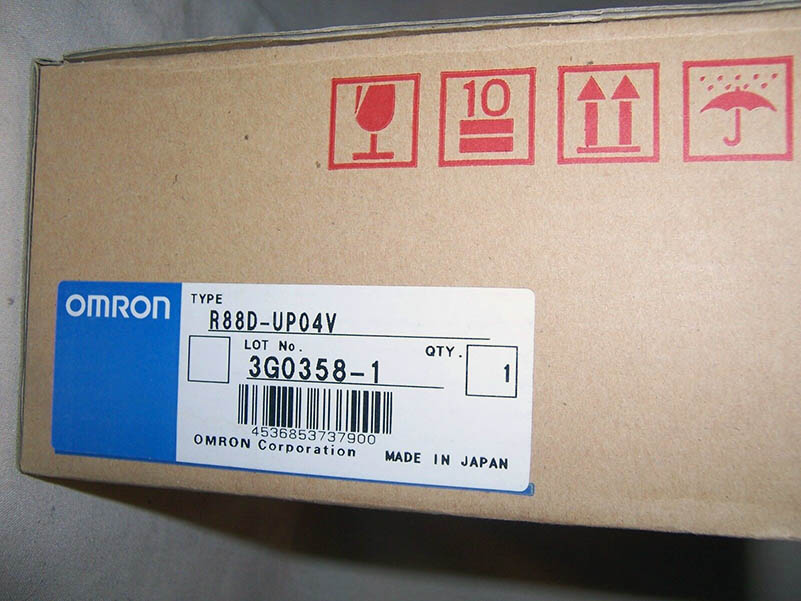 10
OMRON
TYPE
R88D-UP04V
LOT No.
3G0358-1
QTY.
1
4536853737900
OMRON Corporation
MADE IN JAPAN